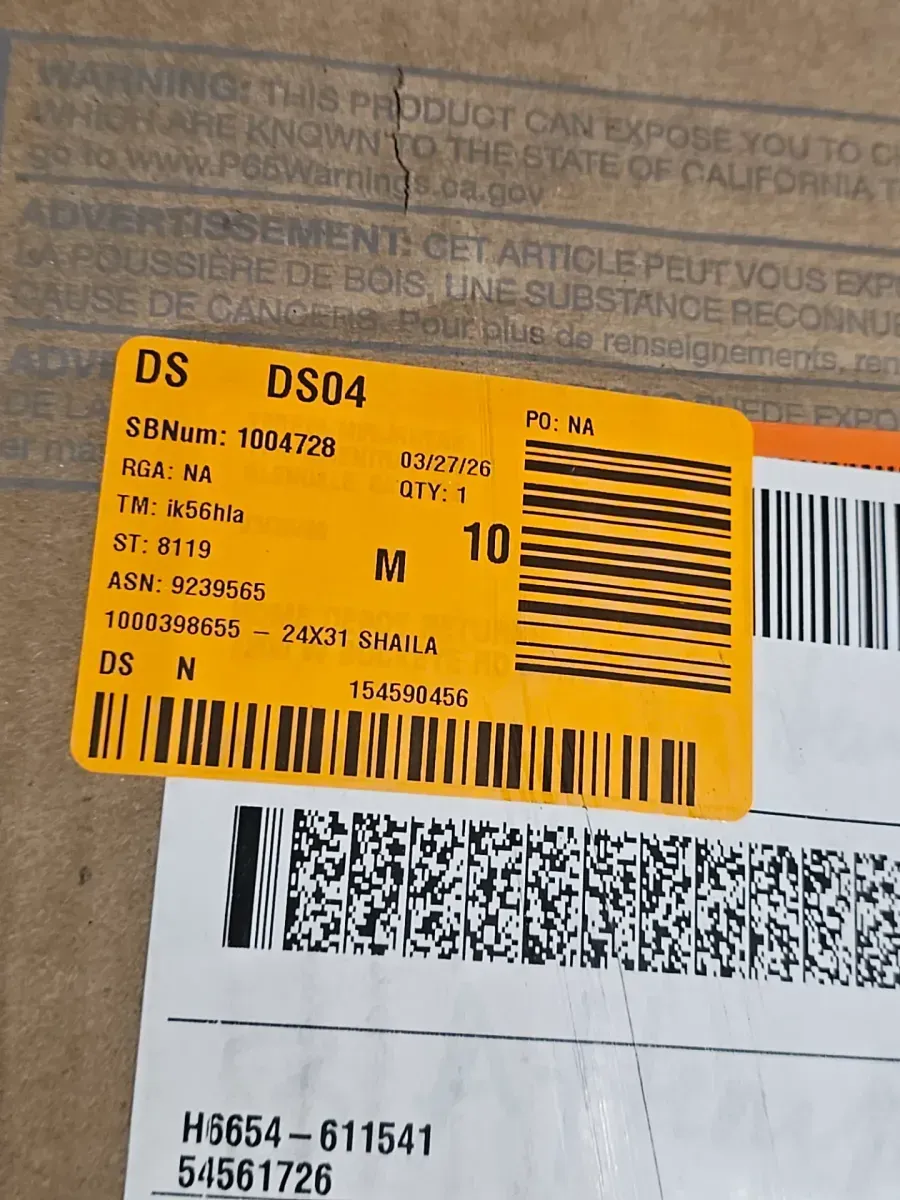 WARNING: THIS PRODUCT CAN EXPOSE YOU TO
WHICH ARE KNOWN TO THE STATE OF CALIFORNIA
go to www.P65Warnings.ca.gov
ADVERTISSEMENT: CET ARTICLE PEUT VOUS EXP
LA POUSSIÈRE DE BOIS, UNE SUBSTANCE RECONNUE
CAUSE DE CANCERS. Pour plus de renseignements, ren
DS DS04
PO: NA
SBNum: 1004728
03/27/26
RGA: NA
QTY: 1
TM: ik56hla
ST: 8119
M 10
ASN: 9239565
1000398655 – 24X31 SHAILA
DS N
154590456
H6654–611541
54561726